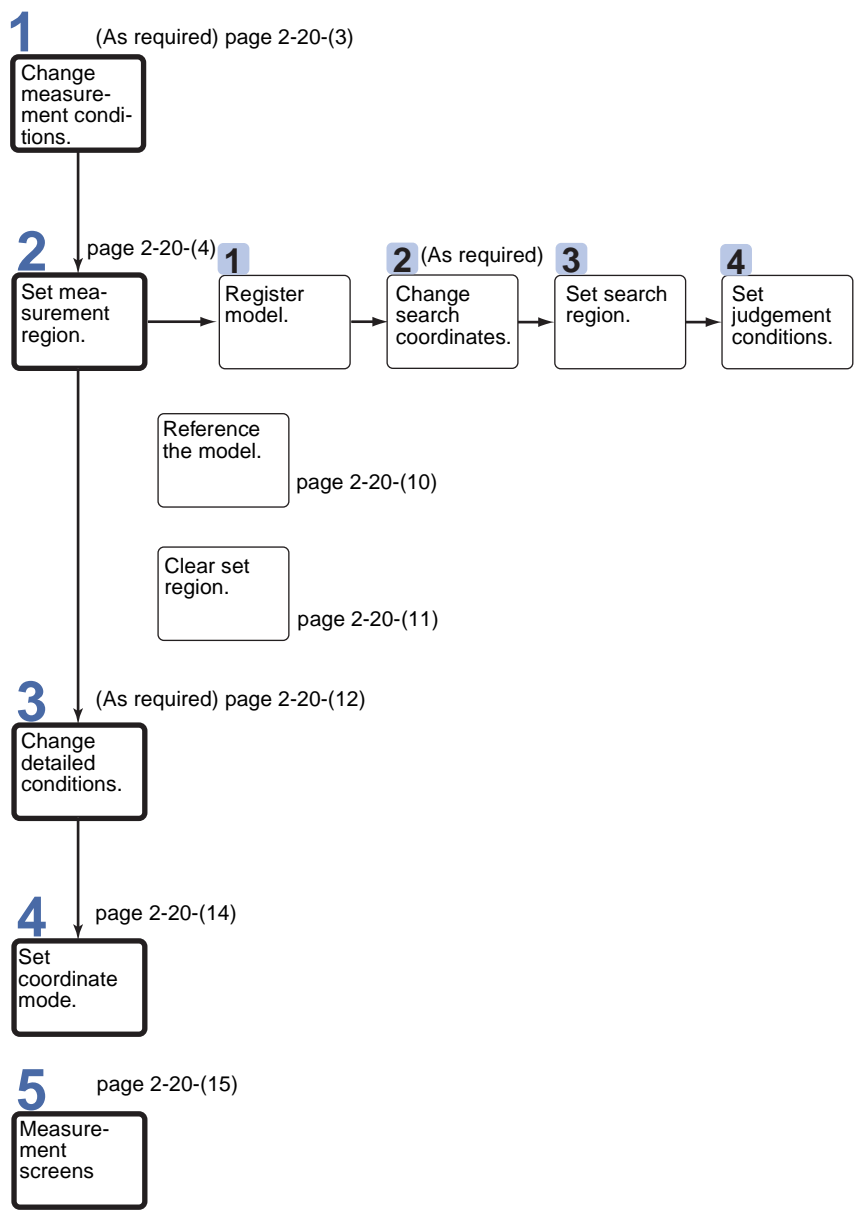 1
(As required) page 2-20-(3)
Change
measure-
ment condi-
tions.
2
page 2-20-(4)
Set mea-
surement
region.
1
Register
model.
2 (As required)
Change
search
coordinates.
3
Set search
region.
4
Set
judgement
conditions.
Reference
the model.
page 2-20-(10)
Clear set
region.
page 2-20-(11)
3
(As required) page 2-20-(12)
Change
detailed
conditions.
4
page 2-20-(14)
Set
coordinate
mode.
5
page 2-20-(15)
Measure-
ment
screens